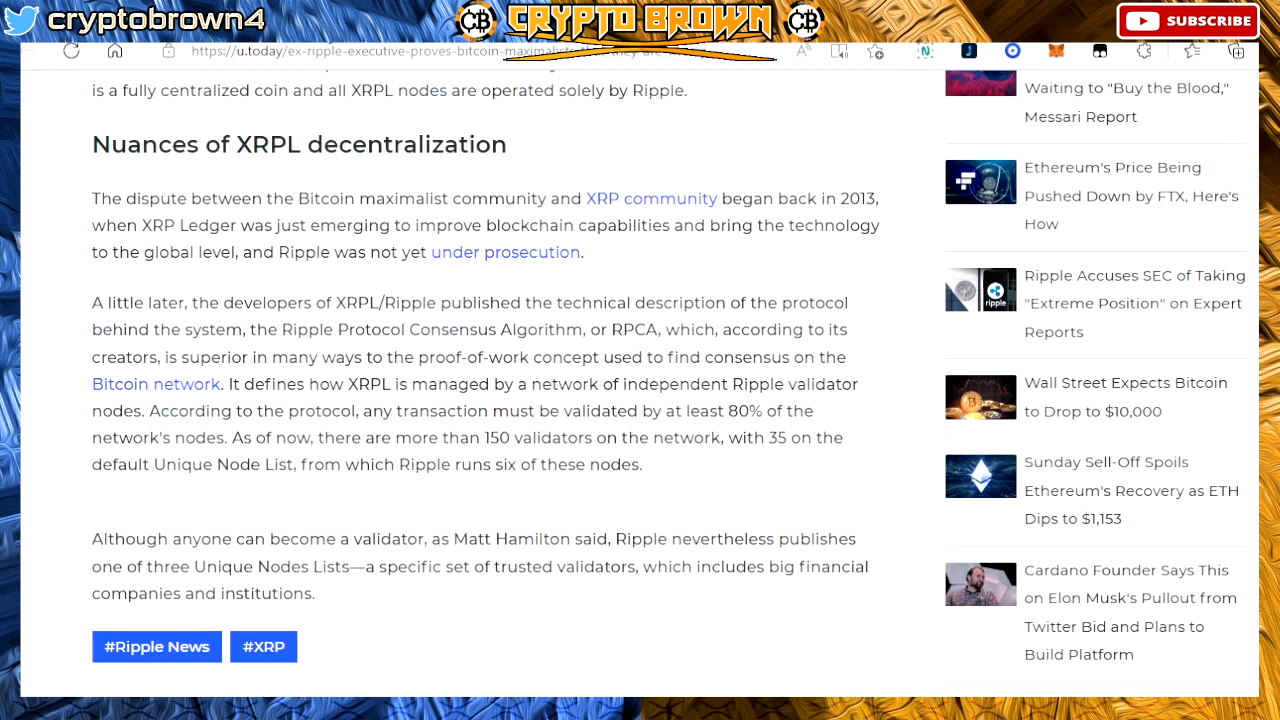 cryptobrown4
CB
CRYPTO BROWN
CB
SUBSCRIBE
https://u.today/ex-ripple-executive-proves-bitcoin-maximalists-
is a fully centralized coin and all XRPL nodes are operated solely by Ripple.
Nuances of XRPL decentralization
The dispute between the Bitcoin maximalist community and XRP community began back in 2013,
when XRP Ledger was just emerging to improve blockchain capabilities and bring the technology
to the global level, and Ripple was not yet under prosecution.
A little later, the developers of XRPL/Ripple published the technical description of the protocol
behind the system, the Ripple Protocol Consensus Algorithm, or RPCA, which, according to its
creators, is superior in many ways to the proof-of-work concept used to find consensus on the
Bitcoin network. It defines how XRPL is managed by a network of independent Ripple validator
nodes. According to the protocol, any transaction must be validated by at least 80% of the
network's nodes. As of now, there are more than 150 validators on the network, with 35 on the
default Unique Node List, from which Ripple runs six of these nodes.
Although anyone can become a validator, as Matt Hamilton said, Ripple nevertheless publishes
one of three Unique Nodes Lists—a specific set of trusted validators, which includes big financial
companies and institutions.
#Ripple News
#XRP
Waiting to "Buy the Blood,"
Messari Report
Ethereum's Price Being
Pushed Down by FTX, Here's
How
Ripple Accuses SEC of Taking
"Extreme Position" on Expert
Reports
ripple
Wall Street Expects Bitcoin
to Drop to $10,000
Sunday Sell-Off Spoils
Ethereum's Recovery as ETH
Dips to $1,153
Cardano Founder Says This
on Elon Musk's Pullout from
Twitter Bid and Plans to
Build Platform